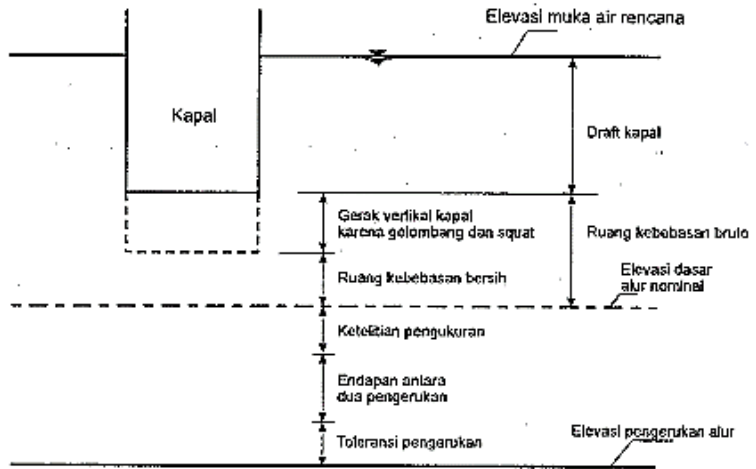 Elevasi muka air rencana
Kapal
Draft kapal
Gerak vertikal kapal
karena golombang dan squat
Ruang kebebasan bruto
Ruang kebebasan bersih
Elevasi dasar
alur nominal
Ketelitian pengukuran
Endapan antara
dua pengerukan
Toleransi pengerukan
Elevasi pengerukan alur